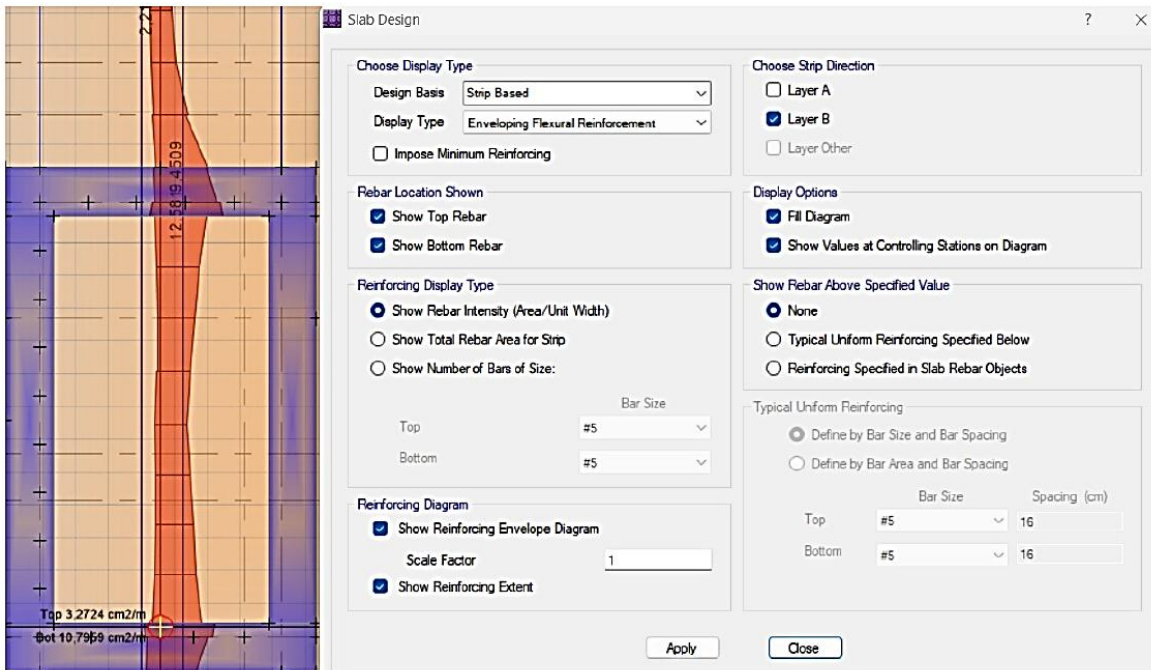 2,21
12.5819.4509
Top 3,2724 cm2/m
Bot 10,7959 cm2/m
Slab Design
?
Choose Display Type
Design Basis Strip Based
Display Type Enveloping Flexural Reinforcement
Impose Minimum Reinforcing
Rebar Location Shown
Show Top Rebar
Show Bottom Rebar
Reinforcing Display Type
Show Rebar Intensity (Area/Unit Width)
Show Total Rebar Area for Strip
Show Number of Bars of Size:
Bar Size
Top #5
Bottom #5
Reinforcing Diagram
Show Reinforcing Envelope Diagram
Scale Factor 1
Show Reinforcing Extent
Choose Strip Direction
Layer A
Layer B
Layer Other
Display Options
Fill Diagram
Show Values at Controlling Stations on Diagram
Show Rebar Above Specified Value
None
Typical Uniform Reinforcing Specified Below
Reinforcing Specified in Slab Rebar Objects
Typical Uniform Reinforcing
Define by Bar Size and Bar Spacing
Define by Bar Area and Bar Spacing
Bar Size Spacing (cm)
Top #5 16
Bottom #5 16
Apply Close